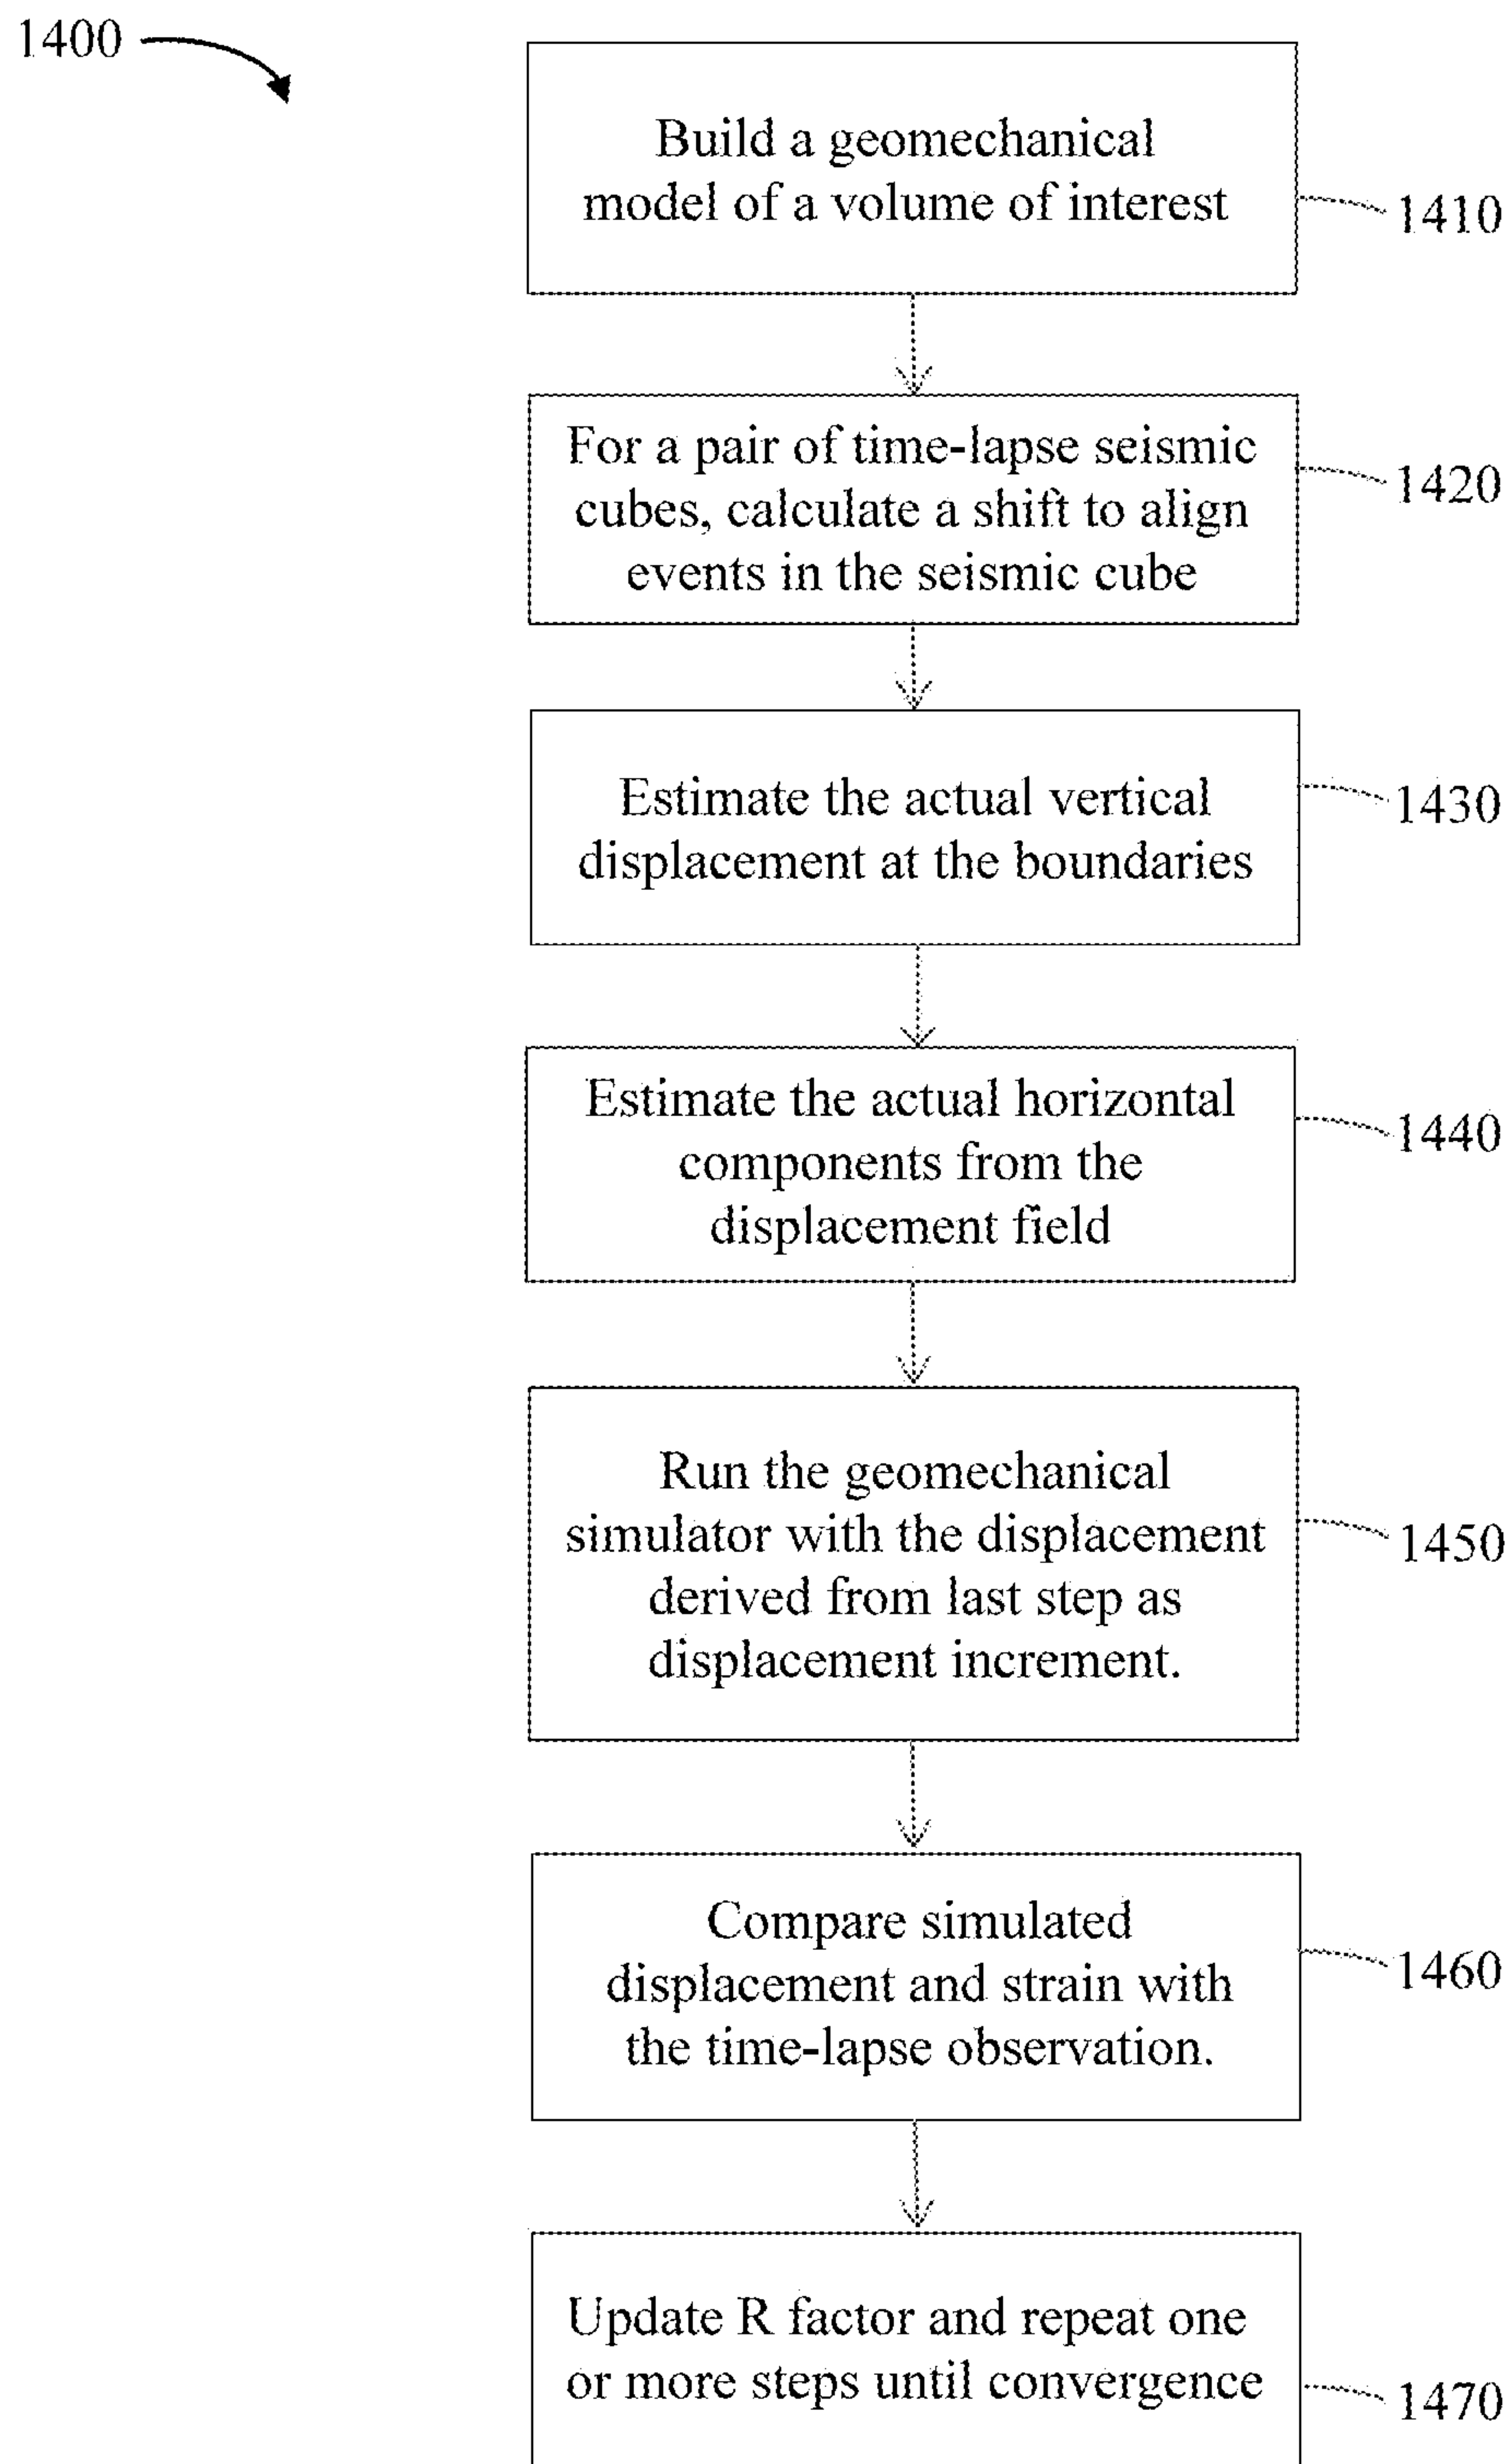 1400
Build a geomechanical
model of a volume of interest
1410
For a pair of time-lapse seismic
cubes, calculate a shift to align
events in the seismic cube
1420
Estimate the actual vertical
displacement at the boundaries
1430
Estimate the actual horizontal
components from the
displacement field
1440
Run the geomechanical
simulator with the displacement
derived from last step as
displacement increment.
1450
Compare simulated
displacement and strain with
the time-lapse observation.
1460
Update R factor and repeat one
or more steps until convergence
1470